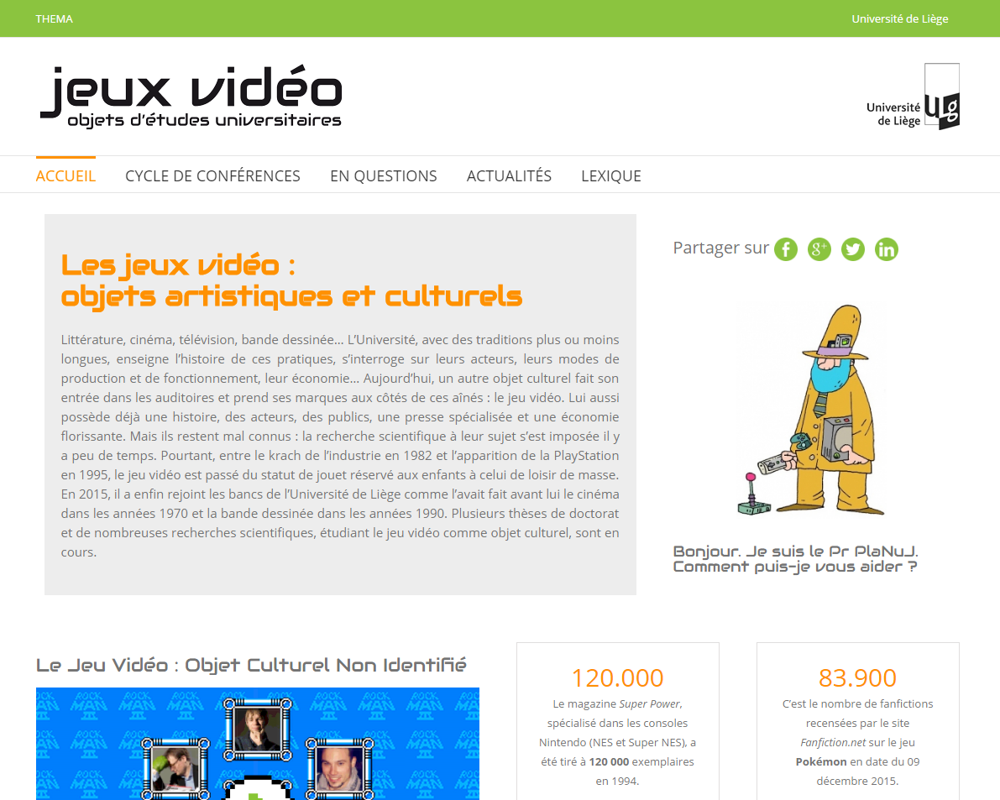 THEMA
Université de Liège
jeux vidéo
objets d'études universitaires
Université
de Liège
ULg
ACCUEIL
CYCLE DE CONFÉRENCES
EN QUESTIONS
ACTUALITÉS
LEXIQUE
Les jeux vidéo :
objets artistiques et culturels
Littérature, cinéma, télévision, bande dessinée... L’Université, avec des traditions plus ou moins
longues, enseigne l’histoire de ces pratiques, s’interroge sur leurs acteurs, leurs modes de
production et de fonctionnement, leur économie... Aujourd’hui, un autre objet culturel fait son
entrée dans les auditoires et prend ses marques aux côtés de ces aînés : le jeu vidéo. Lui aussi
possède déjà une histoire, des acteurs, des publics, une presse spécialisée et une économie
florissante. Mais ils restent mal connus : la recherche scientifique à leur sujet s’est imposée il y
a peu de temps. Pourtant, entre le krach de l’industrie en 1982 et l’apparition de la PlayStation
en 1995, le jeu vidéo est passé du statut de jouet réservé aux enfants à celui de loisir de masse.
En 2015, il a enfin rejoint les bancs de l’Université de Liège comme l’avait fait avant lui le cinéma
dans les années 1970 et la bande dessinée dans les années 1990. Plusieurs thèses de doctorat
et de nombreuses recherches scientifiques, étudiant le jeu vidéo comme objet culturel, sont en
cours.
Partager sur
Bonjour. Je suis le Pr PlaNuJ.
Comment puis-je vous aider ?
Le Jeu Vidéo : Objet Culturel Non Identifié
ROCK MAN III
120.000
Le magazine Super Power,
spécialisé dans les consoles
Nintendo (NES et Super NES), a
été tiré à 120 000 exemplaires
en 1994.
83.900
C’est le nombre de fanfictions
recensées par le site
Fanfiction.net sur le jeu
Pokémon en date du 09
décembre 2015.